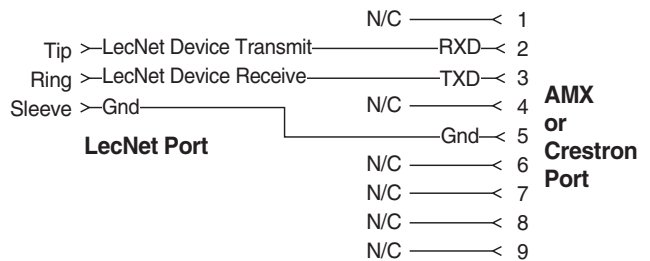 N/C 1
Tip LecNet Device Transmit RXD 2
Ring LecNet Device Receive TXD 3
Sleeve Gnd N/C 4
Gnd 5
LecNet Port
N/C 6
N/C 7
N/C 8
N/C 9
AMX
or
Crestron
Port